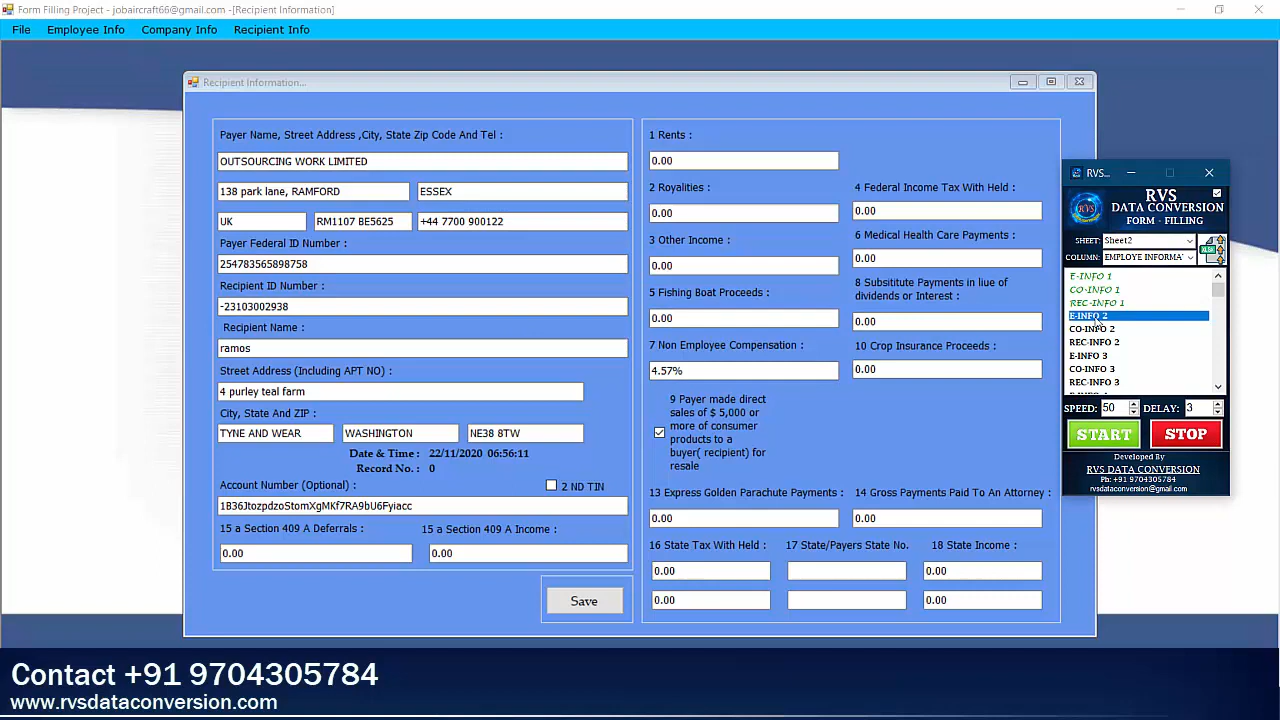 Form Filling Project - jobaircraft66@gmail.com -[Recipient Information]
File Employee Info Company Info Recipient Info
Recipient Information...
Payer Name, Street Address ,City, State Zip Code And Tel :
OUTSOURCING WORK LIMITED
138 park lane, RAMFORD ESSEX
UK RM1107 BE5625 +44 7700 900122
Payer Federal ID Number :
254783565898758
Recipient ID Number :
-23103002938
Recipient Name :
ramos
Street Address (Including APT NO) :
4 purley teal farm
City, State And ZIP :
TYNE AND WEAR WASHINGTON NE38 8TW
Date & Time : 22/11/2020 06:56:11
Record No. : 0
Account Number (Optional) : 2 ND TIN
1B36JtozpdzoStomXgMKf7RA9bU6Fyiacc
15 a Section 409 A Deferrals : 15 a Section 409 A Income :
0.00 0.00
Save
1 Rents :
0.00
2 Royalities : 4 Federal Income Tax With Held :
0.00 0.00
3 Other Income : 6 Medical Health Care Payments :
0.00 0.00
5 Fishing Boat Proceeds : 8 Subsititute Payments in liue of
dividends or Interest :
0.00 0.00
7 Non Employee Compensation : 10 Crop Insurance Proceeds :
4.57% 0.00
9 Payer made direct
sales of $ 5,000 or
more of consumer
products to a
buyer( recipient) for
resale
13 Express Golden Parachute Payments : 14 Gross Payments Paid To An Attorney :
0.00 0.00
16 State Tax With Held : 17 State/Payers State No. 18 State Income :
0.00 0.00
0.00 0.00
RVS...
RVS
DATA CONVERSION
FORM - FILLING
SHEET: Sheet2
COLUMN: EMPLOYE INFORMA
E-INFO 1
CO-INFO 1
REC-INFO 1
E-INFO 2
CO-INFO 2
REC-INFO 2
E-INFO 3
CO-INFO 3
REC-INFO 3
SPEED: 50 DELAY: 3
START STOP
Developed By
RVS DATA CONVERSION
Ph: +91 9704305784
rvsdataconversion@gmail.com
Contact +91 9704305784
www.rvsdataconversion.com